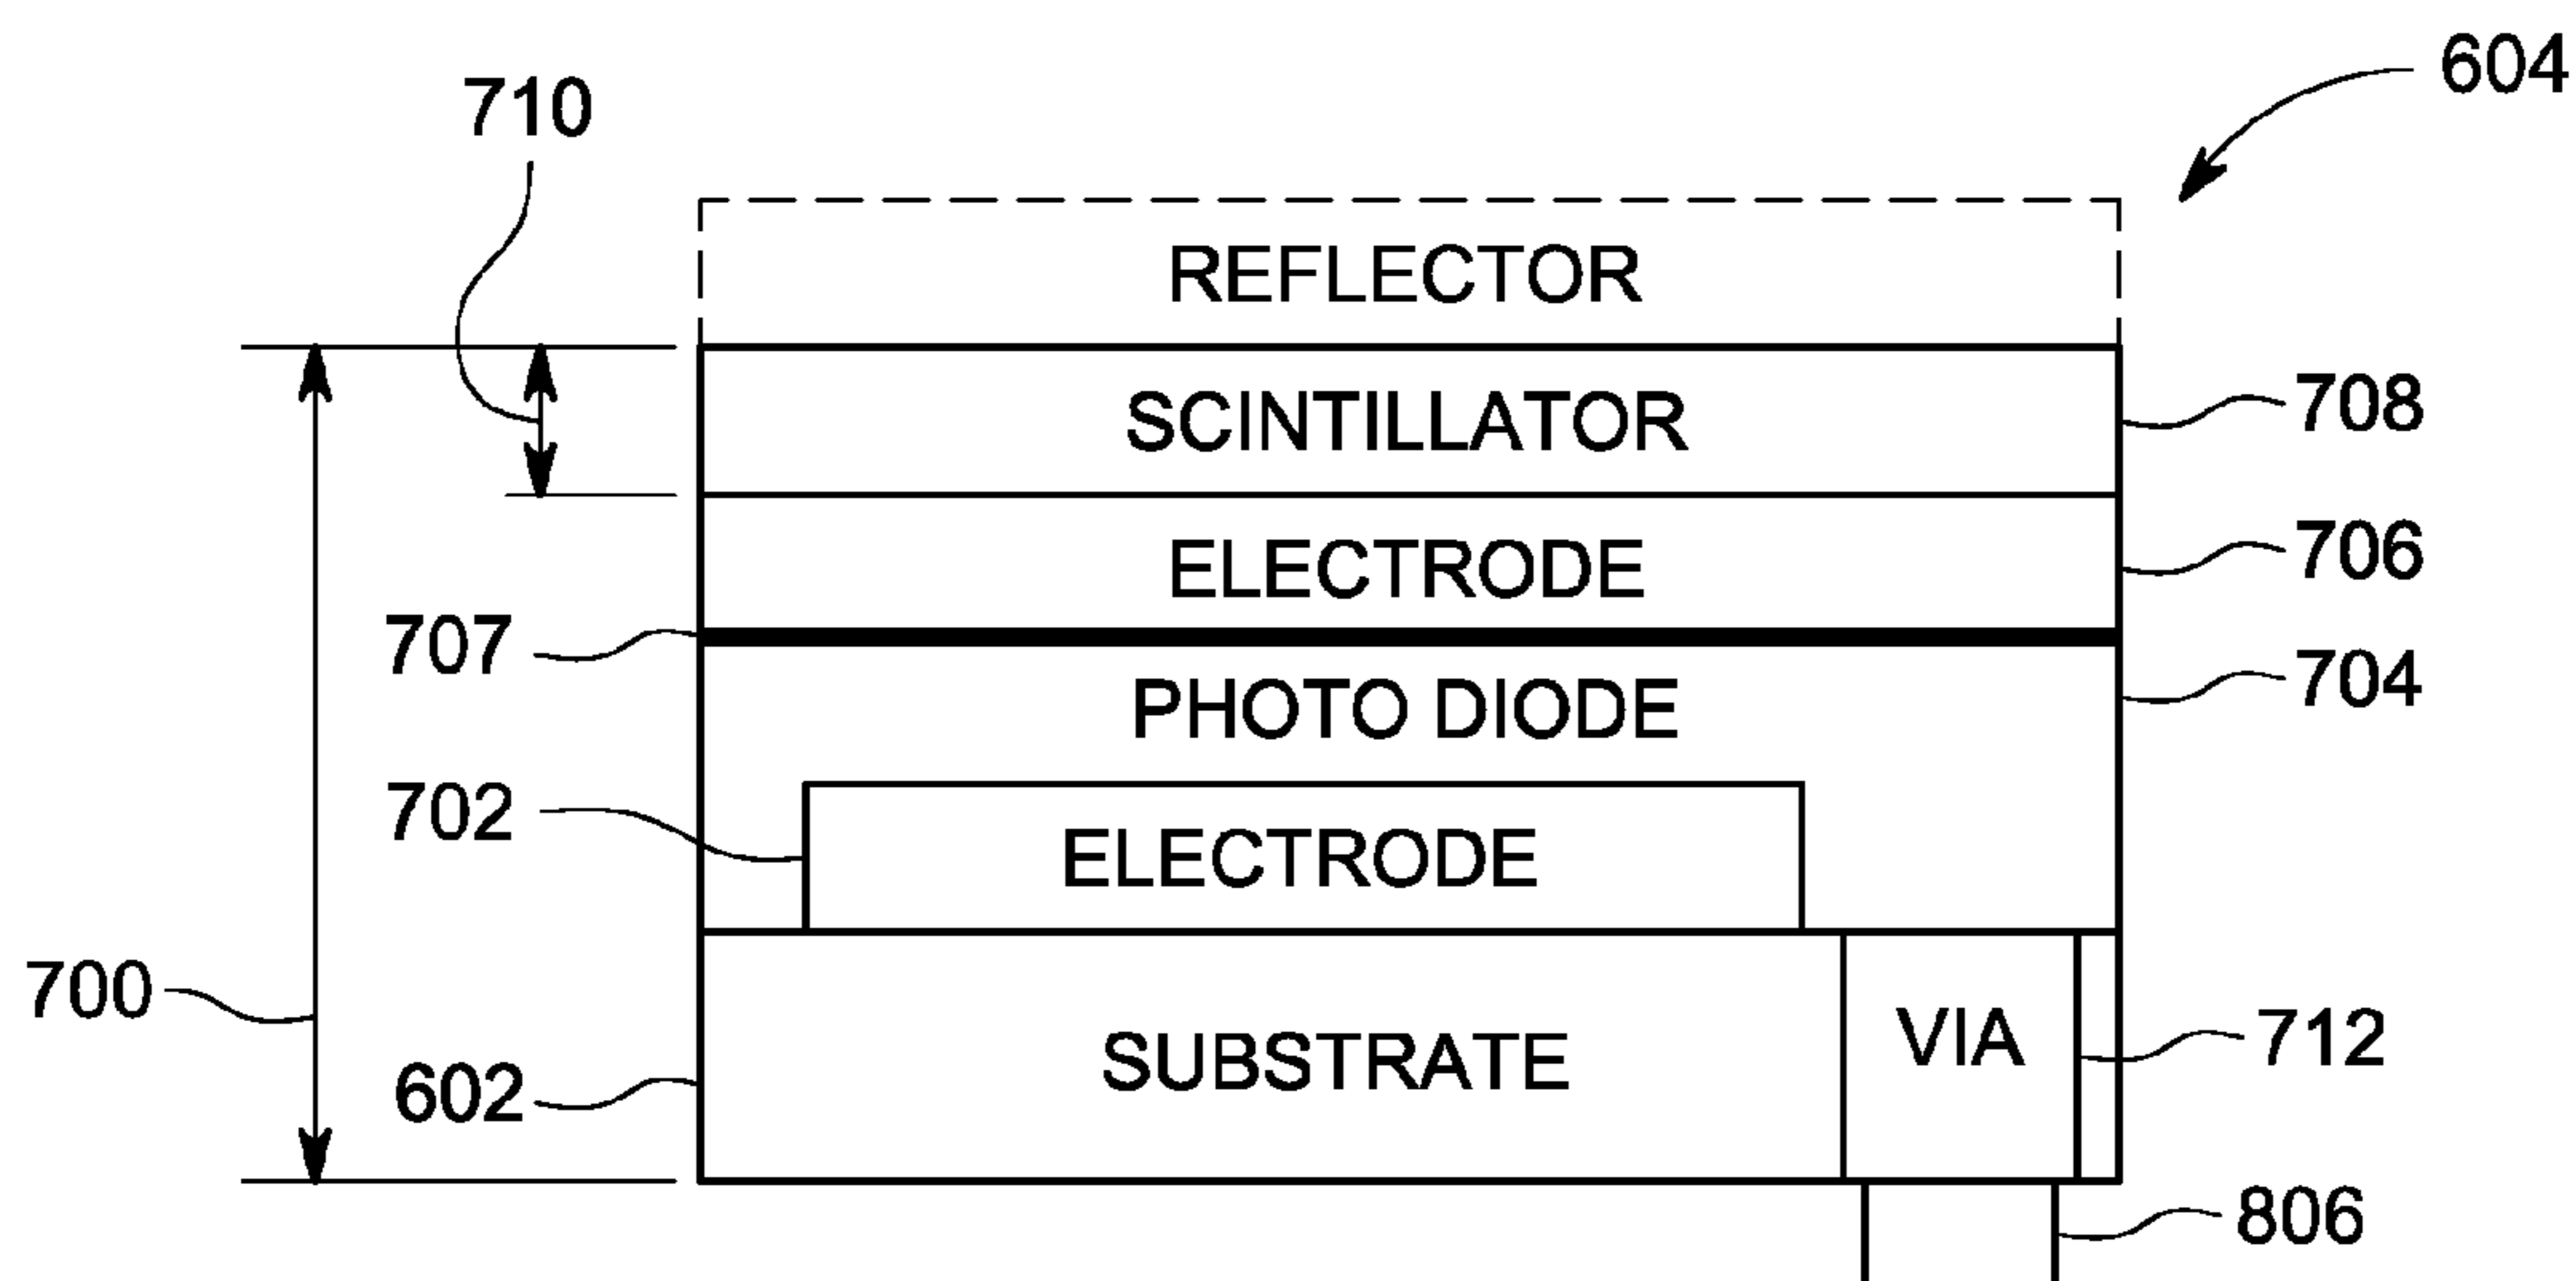 604
710
REFLECTOR
SCINTILLATOR
708
ELECTRODE
706
707
PHOTO DIODE
704
702
ELECTRODE
700
SUBSTRATE
VIA
712
602
806